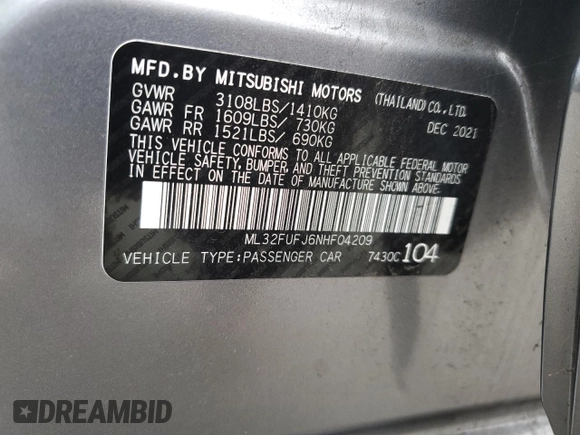 MFD.BY MITSUBISHI MOTORS (THAILAND)CO.,LTD.
GVWR 3108LBS/1410KG DEC 2021
GAWR FR 1609LBS/ 730KG
GAWR RR 1521LBS/ 690KG
THIS VEHICLE CONFORMS TO ALL APPLICABLE FEDERAL MOTOR
VEHICLE SAFETY, BUMPER, AND THEFT PREVENTION STANDARDS
IN EFFECT ON THE DATE OF MANUFACTURE SHOWN ABOVE.
ML32FUFJ6NHF04209
VEHICLE TYPE:PASSENGER CAR 7430C 104
DREAMBID